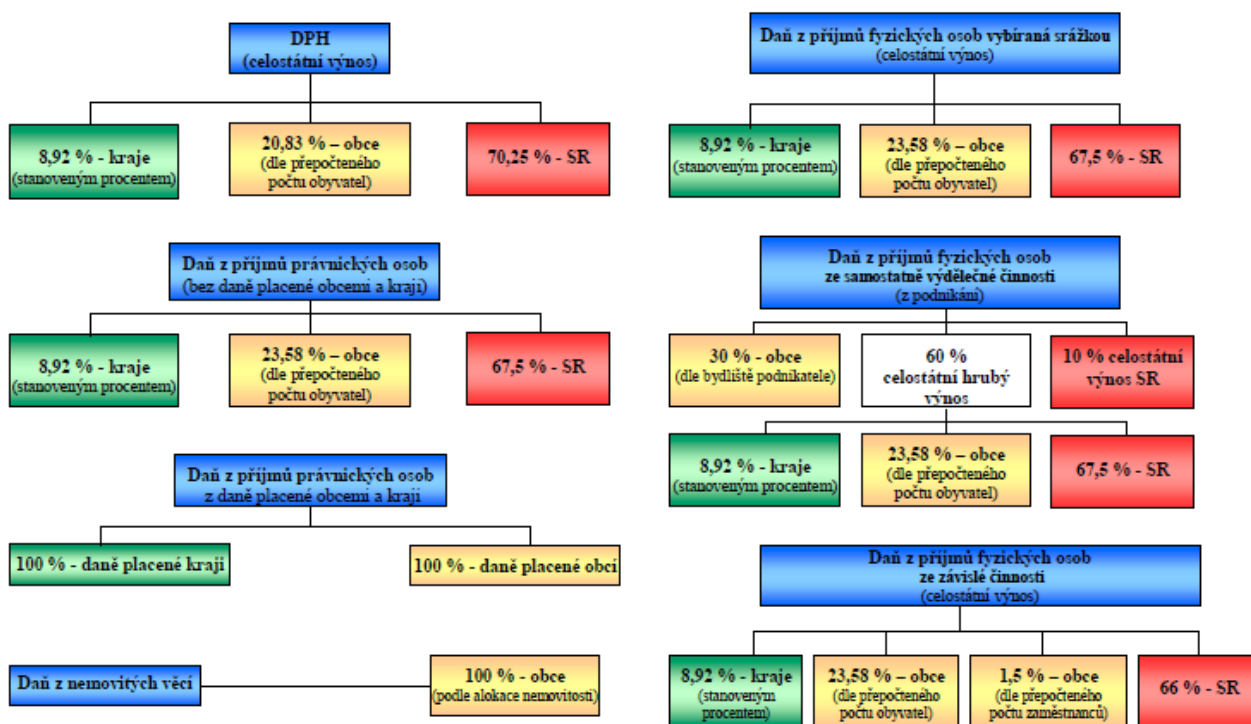 DPH
(celostátní výnos)
8,92 % - kraje
(stanoveným procentem)
20,83 % – obce
(dle přepočteného
počtu obyvatel)
70,25 % - SR
Daň z příjmů fyzických osob vybíraná srážkou
(celostátní výnos)
8,92 % - kraje
(stanoveným procentem)
23,58 % – obce
(dle přepočteného
počtu obyvatel)
67,5 % - SR
Daň z příjmů právnických osob
(bez daně placené obcemi a kraji)
8,92 % - kraje
(stanoveným procentem)
23,58 % – obce
(dle přepočteného
počtu obyvatel)
67,5 % - SR
Daň z příjmů fyzických osob
ze samostatně výdělečné činnosti
(z podnikání)
30 % - obce
(dle bydliště podnikatele)
60 %
celostátní hrubý
výnos
10 % celostátní
výnos SR
8,92 % - kraje
(stanoveným procentem)
23,58 % – obce
(dle přepočteného
počtu obyvatel)
67,5 % - SR
Daň z příjmů právnických osob
z daně placené obcemi a kraji
100 % - daně placené kraji
100 % - daně placené obcí
Daň z nemovitých věcí
100 % - obce
(podle alokace nemovitosti)
Daň z příjmů fyzických osob
ze závislé činnosti
(celostátní výnos)
8,92 % - kraje
(stanoveným
procentem)
23,58 % – obce
(dle přepočteného
počtu obyvatel)
1,5 % – obce
(dle přepočteného
počtu zaměstnanců)
66 % - SR